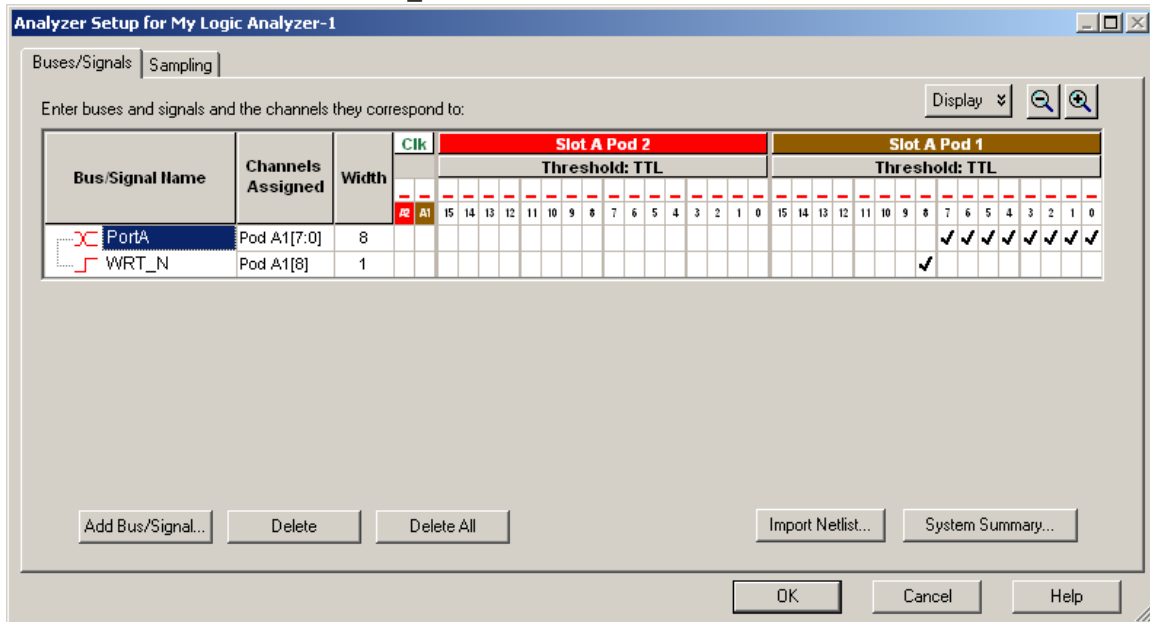 Analyzer Setup for My Logic Analyzer-1
Buses/Signals Sampling
Enter buses and signals and the channels they correspond to:
Display
Bus/Signal Name Channels Assigned Width Clk Slot A Pod 2 Slot A Pod 1
Threshold: TTL Threshold: TTL
A2 A1 15 14 13 12 11 10 9 8 7 6 5 4 3 2 1 0 15 14 13 12 11 10 9 8 7 6 5 4 3 2 1 0
PortA Pod A1[7:0] 8
WRT_N Pod A1[8] 1
Add Bus/Signal... Delete Delete All Import Netlist... System Summary...
OK Cancel Help